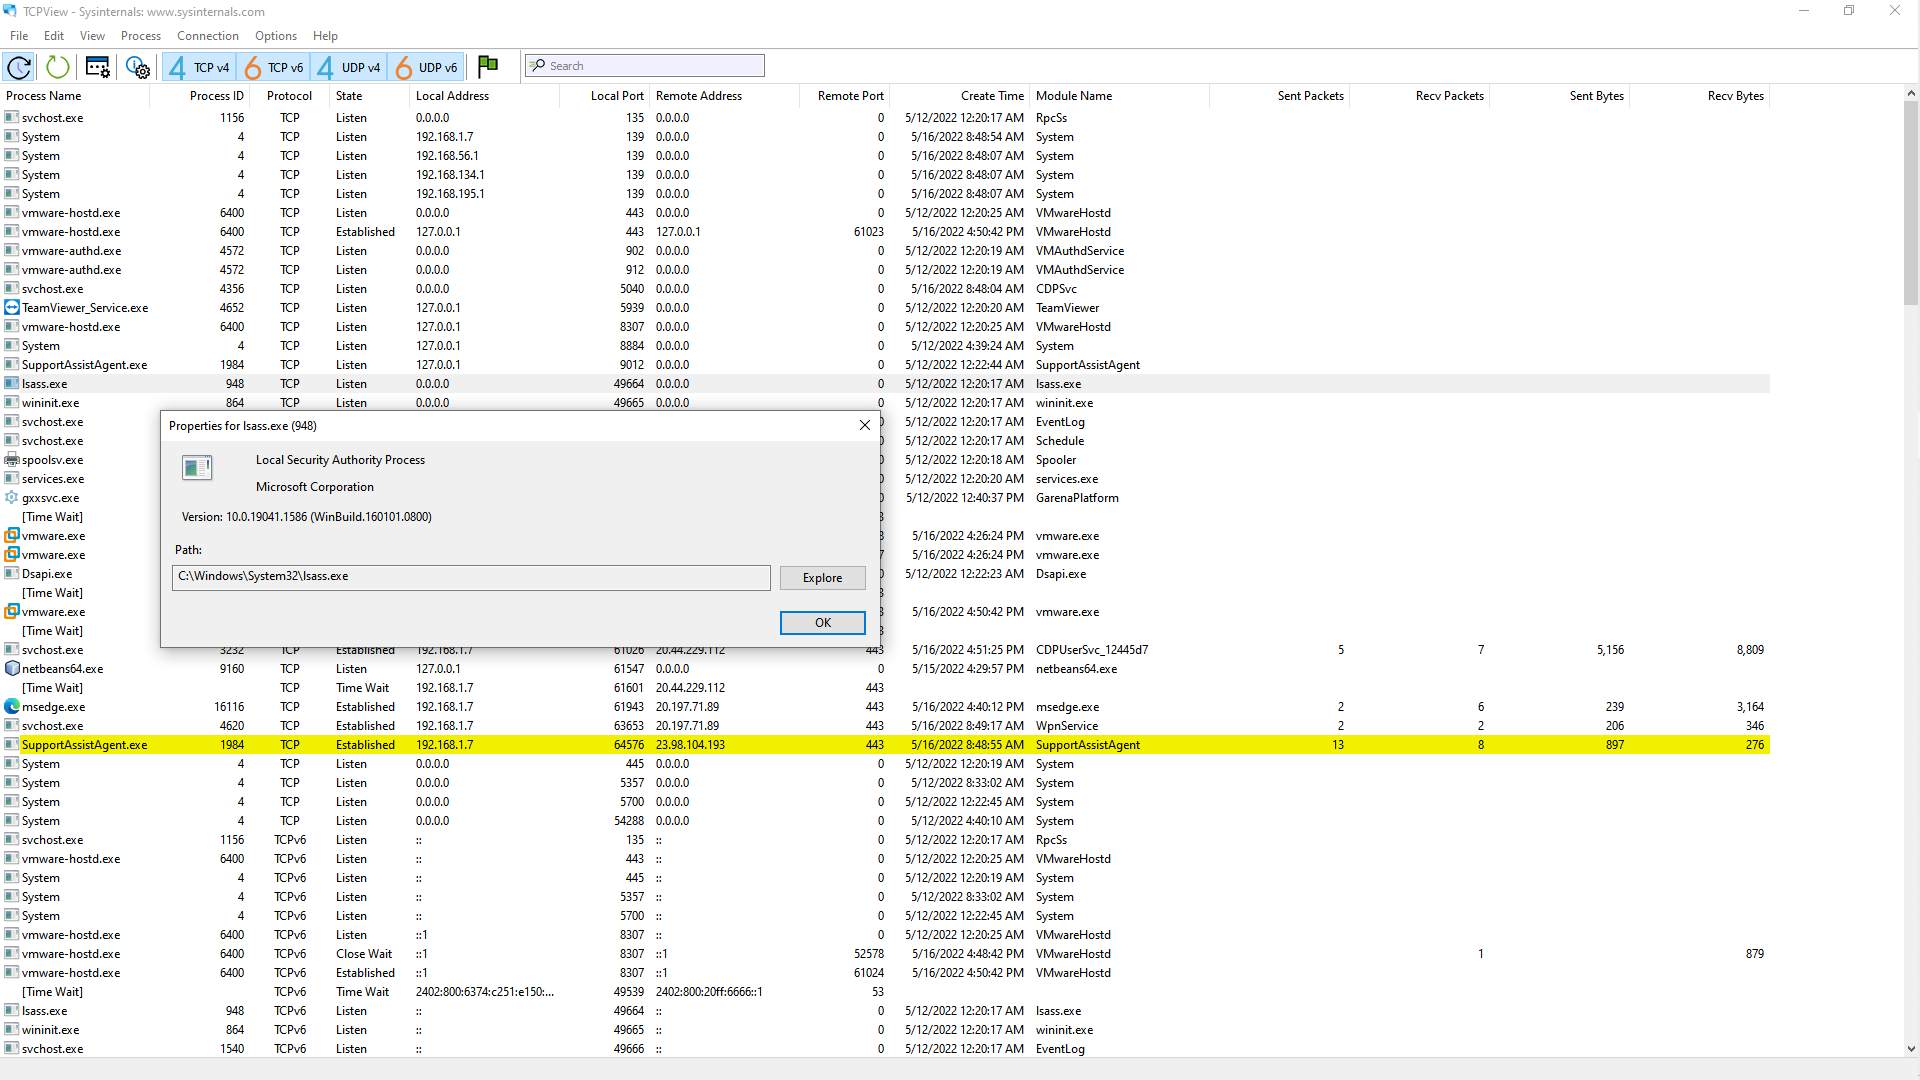 TCPView - Sysinternals: www.sysinternals.com
File Edit View Process Connection Options Help
4 TCP v4 6 TCP v6 4 UDP v4 6 UDP v6 Search
Process Name Process ID Protocol State Local Address Local Port Remote Address Remote Port Create Time Module Name Sent Packets Recv Packets Sent Bytes Recv Bytes
svchost.exe 1156 TCP Listen 0.0.0.0 135 0.0.0.0 0 5/12/2022 12:20:17 AM RpcSs
System 4 TCP Listen 192.168.1.7 139 0.0.0.0 0 5/16/2022 8:48:54 AM System
System 4 TCP Listen 192.168.56.1 139 0.0.0.0 0 5/16/2022 8:48:07 AM System
System 4 TCP Listen 192.168.134.1 139 0.0.0.0 0 5/16/2022 8:48:07 AM System
System 4 TCP Listen 192.168.195.1 139 0.0.0.0 0 5/16/2022 8:48:07 AM System
vmware-hostd.exe 6400 TCP Listen 0.0.0.0 443 0.0.0.0 0 5/12/2022 12:20:25 AM VMwareHostd
vmware-hostd.exe 6400 TCP Established 127.0.0.1 443 127.0.0.1 61023 5/16/2022 4:50:42 PM VMwareHostd
vmware-authd.exe 4572 TCP Listen 0.0.0.0 902 0.0.0.0 0 5/12/2022 12:20:19 AM VMAuthdService
vmware-authd.exe 4572 TCP Listen 0.0.0.0 912 0.0.0.0 0 5/12/2022 12:20:19 AM VMAuthdService
svchost.exe 4356 TCP Listen 0.0.0.0 5040 0.0.0.0 0 5/16/2022 8:48:04 AM CDPSvc
TeamViewer_Service.exe 4652 TCP Listen 127.0.0.1 5939 0.0.0.0 0 5/12/2022 12:20:20 AM TeamViewer
vmware-hostd.exe 6400 TCP Listen 127.0.0.1 8307 0.0.0.0 0 5/12/2022 12:20:25 AM VMwareHostd
System 4 TCP Listen 127.0.0.1 8884 0.0.0.0 0 5/12/2022 4:39:24 AM System
SupportAssistAgent.exe 1984 TCP Listen 127.0.0.1 9012 0.0.0.0 0 5/12/2022 12:22:44 AM SupportAssistAgent
lsass.exe 948 TCP Listen 0.0.0.0 49664 0.0.0.0 0 5/12/2022 12:20:17 AM lsass.exe
wininit.exe 864 TCP Listen 0.0.0.0 49665 0.0.0.0 0 5/12/2022 12:20:17 AM wininit.exe
svchost.exe 5/12/2022 12:20:17 AM EventLog
svchost.exe 5/12/2022 12:20:17 AM Schedule
spoolsv.exe 5/12/2022 12:20:18 AM Spooler
services.exe 5/12/2022 12:20:20 AM services.exe
gxxsvc.exe 5/12/2022 12:40:37 PM GarenaPlatform
[Time Wait]
vmware.exe 5/16/2022 4:26:24 PM vmware.exe
vmware.exe 5/16/2022 4:26:24 PM vmware.exe
Dsapi.exe 5/12/2022 12:22:23 AM Dsapi.exe
[Time Wait]
vmware.exe 5/16/2022 4:50:42 PM vmware.exe
[Time Wait]
Properties for lsass.exe (948)
Local Security Authority Process
Microsoft Corporation
Version: 10.0.19041.1586 (WinBuild.160101.0800)
Path:
C:\Windows\System32\lsass.exe Explore
OK
svchost.exe 3232 TCP Established 192.168.1.7 61026 20.44.229.112 443 5/16/2022 4:51:25 PM CDPUserSvc_12445d7 5 7 5,156 8,809
netbeans64.exe 9160 TCP Listen 127.0.0.1 61547 0.0.0.0 0 5/15/2022 4:29:57 PM netbeans64.exe
[Time Wait] TCP Time Wait 192.168.1.7 61601 20.44.229.112 443
msedge.exe 16116 TCP Established 192.168.1.7 61943 20.197.71.89 443 5/16/2022 4:40:12 PM msedge.exe 2 6 239 3,164
svchost.exe 4620 TCP Established 192.168.1.7 63653 20.197.71.89 443 5/16/2022 8:49:17 AM WpnService 2 2 206 346
SupportAssistAgent.exe 1984 TCP Established 192.168.1.7 64576 23.98.104.193 443 5/16/2022 8:48:55 AM SupportAssistAgent 13 8 897 276
System 4 TCP Listen 0.0.0.0 445 0.0.0.0 0 5/12/2022 12:20:19 AM System
System 4 TCP Listen 0.0.0.0 5357 0.0.0.0 0 5/12/2022 8:33:02 AM System
System 4 TCP Listen 0.0.0.0 5700 0.0.0.0 0 5/12/2022 12:22:45 AM System
System 4 TCP Listen 0.0.0.0 54288 0.0.0.0 0 5/12/2022 4:40:10 AM System
svchost.exe 1156 TCPv6 Listen :: 135 :: 0 5/12/2022 12:20:17 AM RpcSs
vmware-hostd.exe 6400 TCPv6 Listen :: 443 :: 0 5/12/2022 12:20:25 AM VMwareHostd
System 4 TCPv6 Listen :: 445 :: 0 5/12/2022 12:20:19 AM System
System 4 TCPv6 Listen :: 5357 :: 0 5/12/2022 8:33:02 AM System
System 4 TCPv6 Listen :: 5700 :: 0 5/12/2022 12:22:45 AM System
vmware-hostd.exe 6400 TCPv6 Listen ::1 8307 :: 0 5/12/2022 12:20:25 AM VMwareHostd
vmware-hostd.exe 6400 TCPv6 Close Wait ::1 8307 ::1 52578 5/16/2022 4:48:42 PM VMwareHostd 1 879
vmware-hostd.exe 6400 TCPv6 Established ::1 8307 ::1 61024 5/16/2022 4:50:42 PM VMwareHostd
[Time Wait] TCPv6 Time Wait 2402:800:6374:c251:e150:... 49539 2402:800:20ff:6666::1 53
lsass.exe 948 TCPv6 Listen :: 49664 :: 0 5/12/2022 12:20:17 AM lsass.exe
wininit.exe 864 TCPv6 Listen :: 49665 :: 0 5/12/2022 12:20:17 AM wininit.exe
svchost.exe 1540 TCPv6 Listen :: 49666 :: 0 5/12/2022 12:20:17 AM EventLog